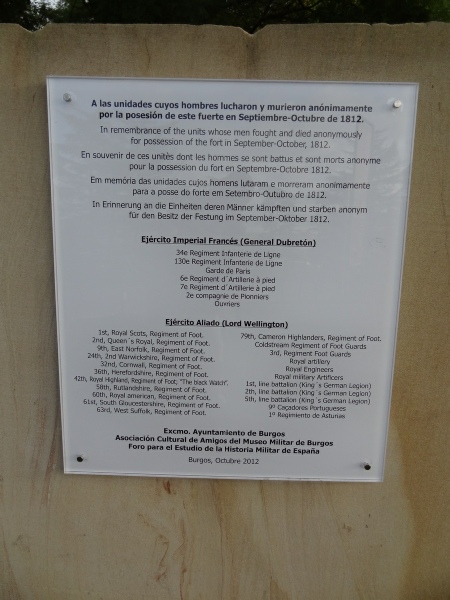 A las unidades cuyos hombres lucharon y murieron anónimamente
por la posesión de este fuerte en Septiembre-Octubre de 1812.
In remembrance of the units whose men fought and died anonymously
for possession of the fort in September-October, 1812.
En souvenir de ces unitès dont les hommes se sont battus et sont morts anonyme
pour la possession du fort en Septembre-Octobre 1812.
Em memória das unidades cujos homens lutaram e morreram anonimamente
para a posse do forte em Setembro-Outubro de 1812.
In Erinnerung an die Einheiten deren Männer kämpften und starben anonym
für den Besitz der Festung im September-Oktober 1812.
Ejército Imperial Francés (General Dubretón)
34e Regiment Infanterie de Ligne
130e Regiment Infanterie de Ligne
Garde de Paris
6e Regiment d´Artillerie à pied
7e Regiment d´Artillerie à pied
2e compagnie de Pionniers
Ouvriers
Ejército Aliado (Lord Wellington)
1st, Royal Scots, Regiment of Foot.
2nd, Queen´s Royal, Regiment of Foot.
9th, East Norfolk, Regiment of Foot.
24th, 2nd Warwickshire, Regiment of Foot.
32nd, Cornwall, Regiment of Foot.
36th, Herefordshire, Regiment of Foot.
42th, Royal Highland, Regiment of Foot; "The black Watch".
58th, Rutlandshire, Regiment of Foot.
60th, Royal american, Regiment of Foot.
61st, South Gloucestershire, Regiment of Foot.
63rd, West Suffolk, Regiment of Foot.
79th, Cameron Highlanders, Regiment of Foot.
Coldstream Regiment of Foot Guards
3rd, Regiment Foot Guards
Royal artillery
Royal Engineers
Royal military Artificers
1st, line battalion (King´s German Legion)
2th, line battalion (King´s German Legion)
5th, line battalion (King´s German Legion)
9º Caçadores Portugueses
1º Regimiento de Asturias
Excmo. Ayuntamiento de Burgos
Asociación Cultural de Amigos del Museo Militar de Burgos
Foro para el Estudio de la Historia Militar de España
Burgos, Octubre 2012